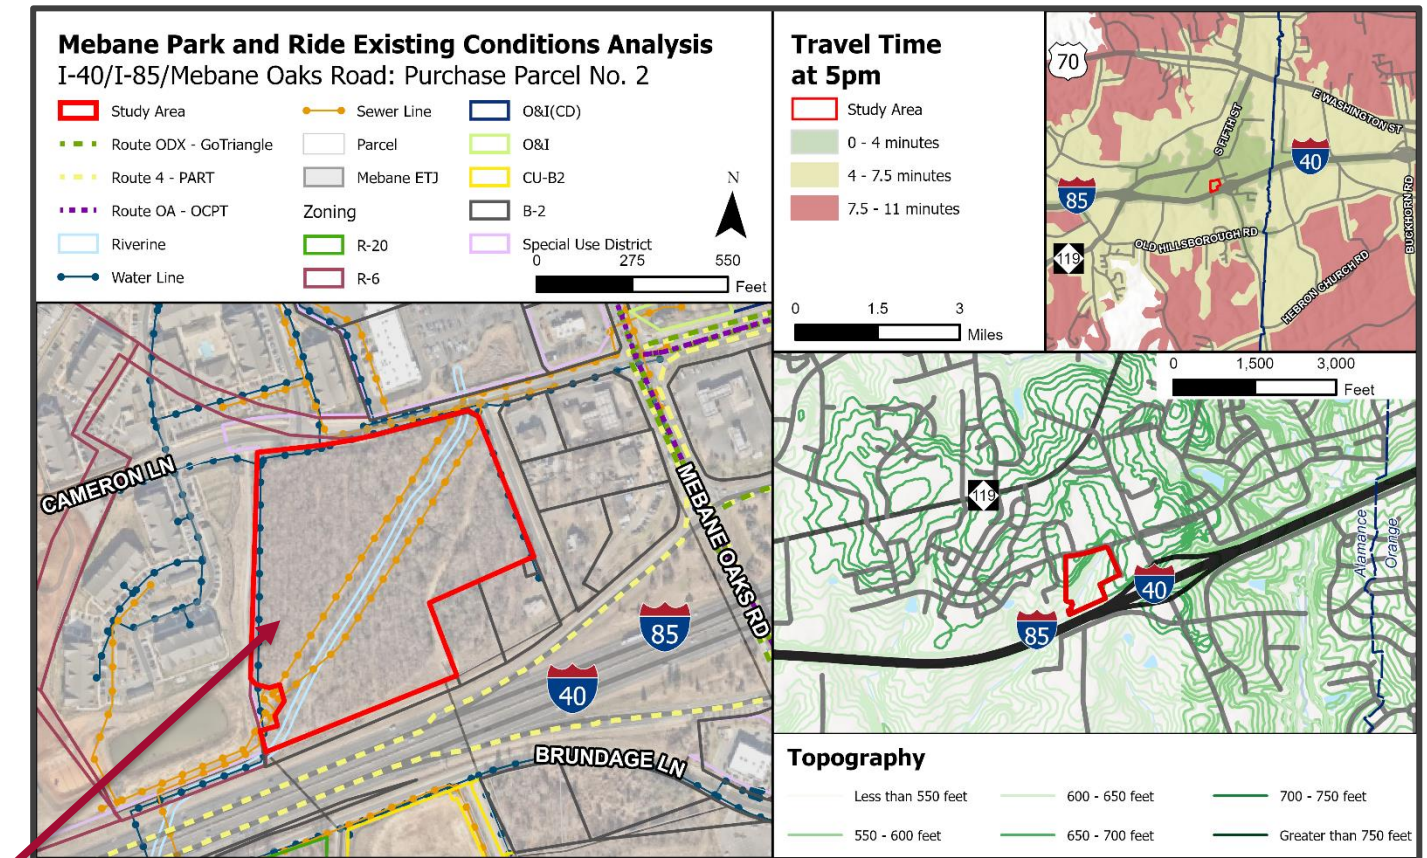 Mebane Park and Ride Existing Conditions Analysis
I-40/I-85/Mebane Oaks Road: Purchase Parcel No. 2
Study Area
Route ODX - GoTriangle
Route 4 - PART
Route OA - OCPT
Riverine
Water Line
Sewer Line
Parcel
Mebane ETJ
Zoning
R-20
R-6
O&I(CD)
O&I
CU-B2
B-2
Special Use District
N
0 275 550
Feet
Travel Time
at 5pm
Study Area
0 - 4 minutes
4 - 7.5 minutes
7.5 - 11 minutes
0 1.5 3
Miles
70
S FIFTH ST
E WASHINGTON ST
40
85
BUCKHORN RD
OLD HILLSBOROUGH RD
119
HEBRON CHURCH RD
CAMERON LN
MEBANE OAKS RD
85
40
BRUNDAGE LN
0 1,500 3,000
Feet
119
Alamance
Orange
40
85
Topography
Less than 550 feet
550 - 600 feet
600 - 650 feet
650 - 700 feet
700 - 750 feet
Greater than 750 feet